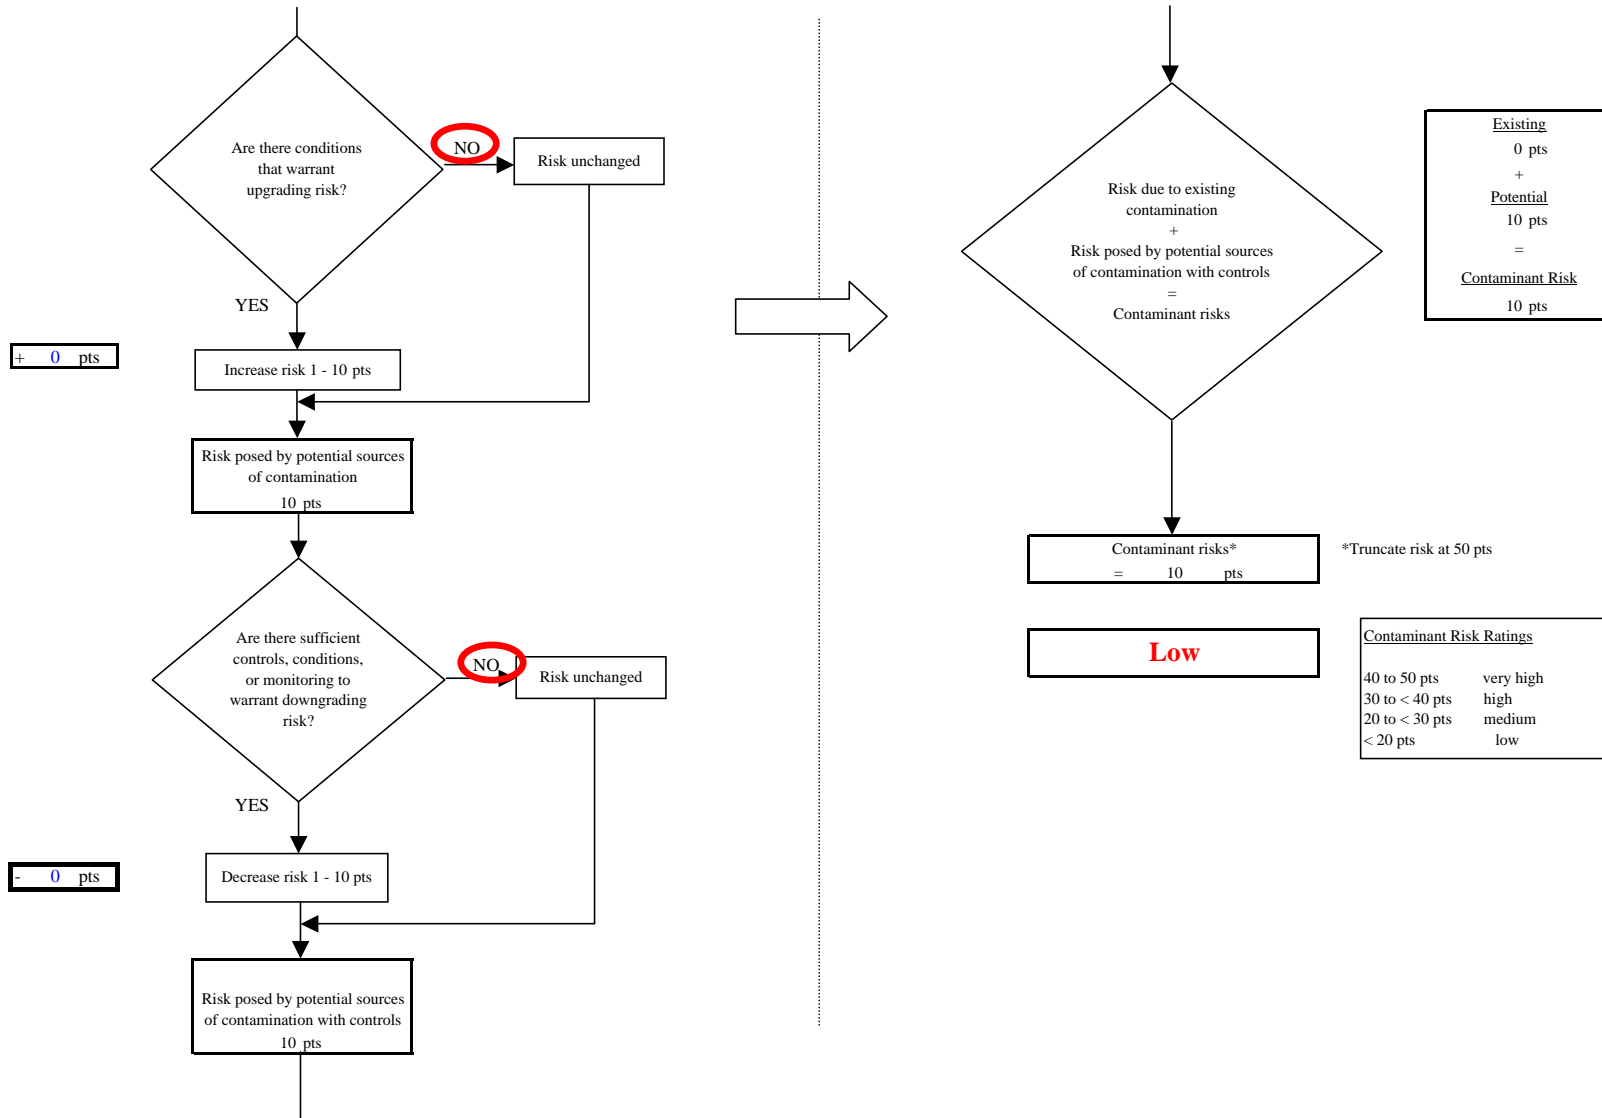 Are there conditions
that warrant
upgrading risk?
NO
Risk unchanged
YES
+ 0 pts
Increase risk 1 - 10 pts
Risk posed by potential sources
of contamination
10 pts
Are there sufficient
controls, conditions,
or monitoring to
warrant downgrading
risk?
NO
Risk unchanged
YES
- 0 pts
Decrease risk 1 - 10 pts
Risk posed by potential sources
of contamination with controls
10 pts
Risk due to existing
contamination
+
Risk posed by potential sources
of contamination with controls
=
Contaminant risks
Existing
0 pts
+
Potential
10 pts
=
Contaminant Risk
10 pts
Contaminant risks*
= 10 pts
*Truncate risk at 50 pts
Low
Contaminant Risk Ratings
40 to 50 pts very high
30 to < 40 pts high
20 to < 30 pts medium
< 20 pts low